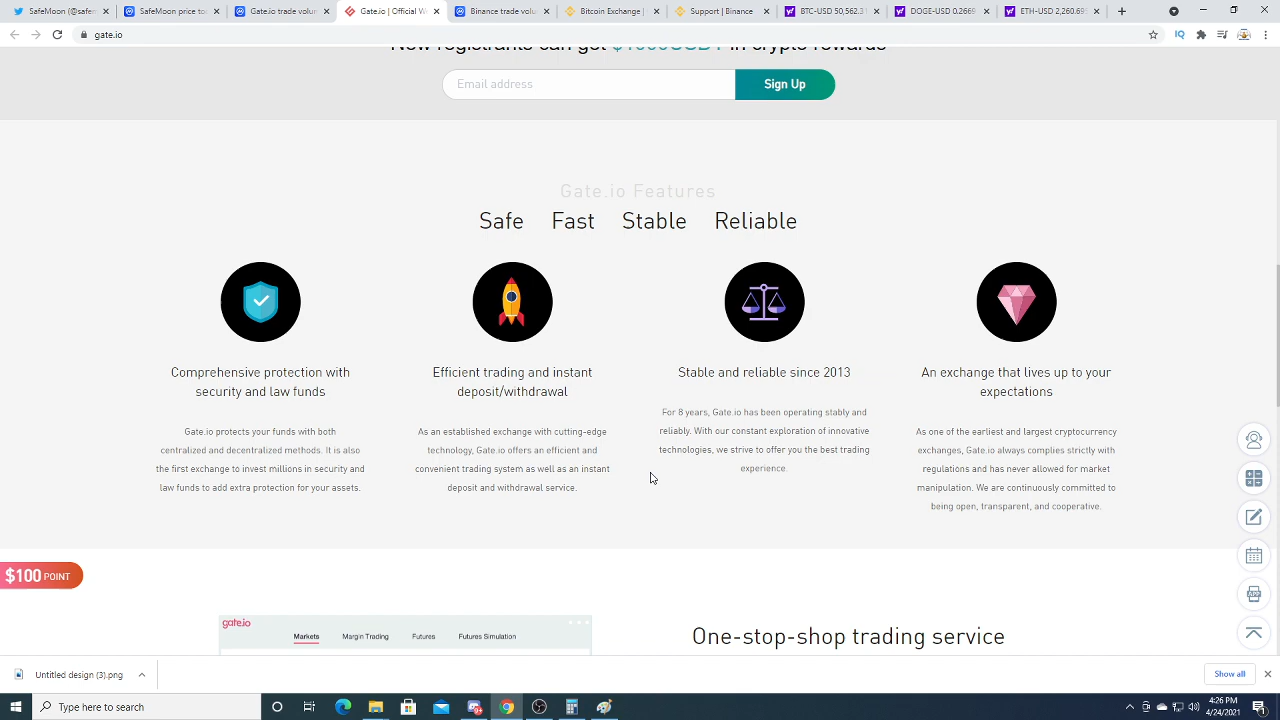 SafeMoon (@safen
SafeMoon price to
Gate.io trade volur
Gate.io | Official W
Binance trade volu
Bitcoin Exchange |
Support | Binance
BTC-USD 50,562.3
DOGE-USD 0.2669
ETH-USD 2,260.69
gate.io
New registrants can get $1000USDT in crypto rewards
Email address
Sign Up
Gate.io Features
Safe Fast Stable Reliable
Comprehensive protection with
security and law funds
Gate.io protects your funds with both
centralized and decentralized methods. It is also
the first exchange to invest millions in security and
law funds to add extra protection for your assets.
Efficient trading and instant
deposit/withdrawal
As an established exchange with cutting-edge
technology, Gate.io offers an efficient and
convenient trading system as well as an instant
deposit and withdrawal service.
Stable and reliable since 2013
For 8 years, Gate.io has been operating stably and
reliably. With our constant exploration of innovative
technologies, we strive to offer you the best trading
experience.
An exchange that lives up to your
expectations
As one of the earliest and largest cryptocurrency
exchanges, Gate.io always complies strictly with
regulations and has never allowed for market
manipulation. We are continuously committed to
being open, transparent, and cooperative.
$100 POINT
gate.io
Markets Margin Trading Futures Futures Simulation
One-stop-shop trading service
Untitled design (3).png
Show all
Type here to search
4:26 PM
4/24/2021